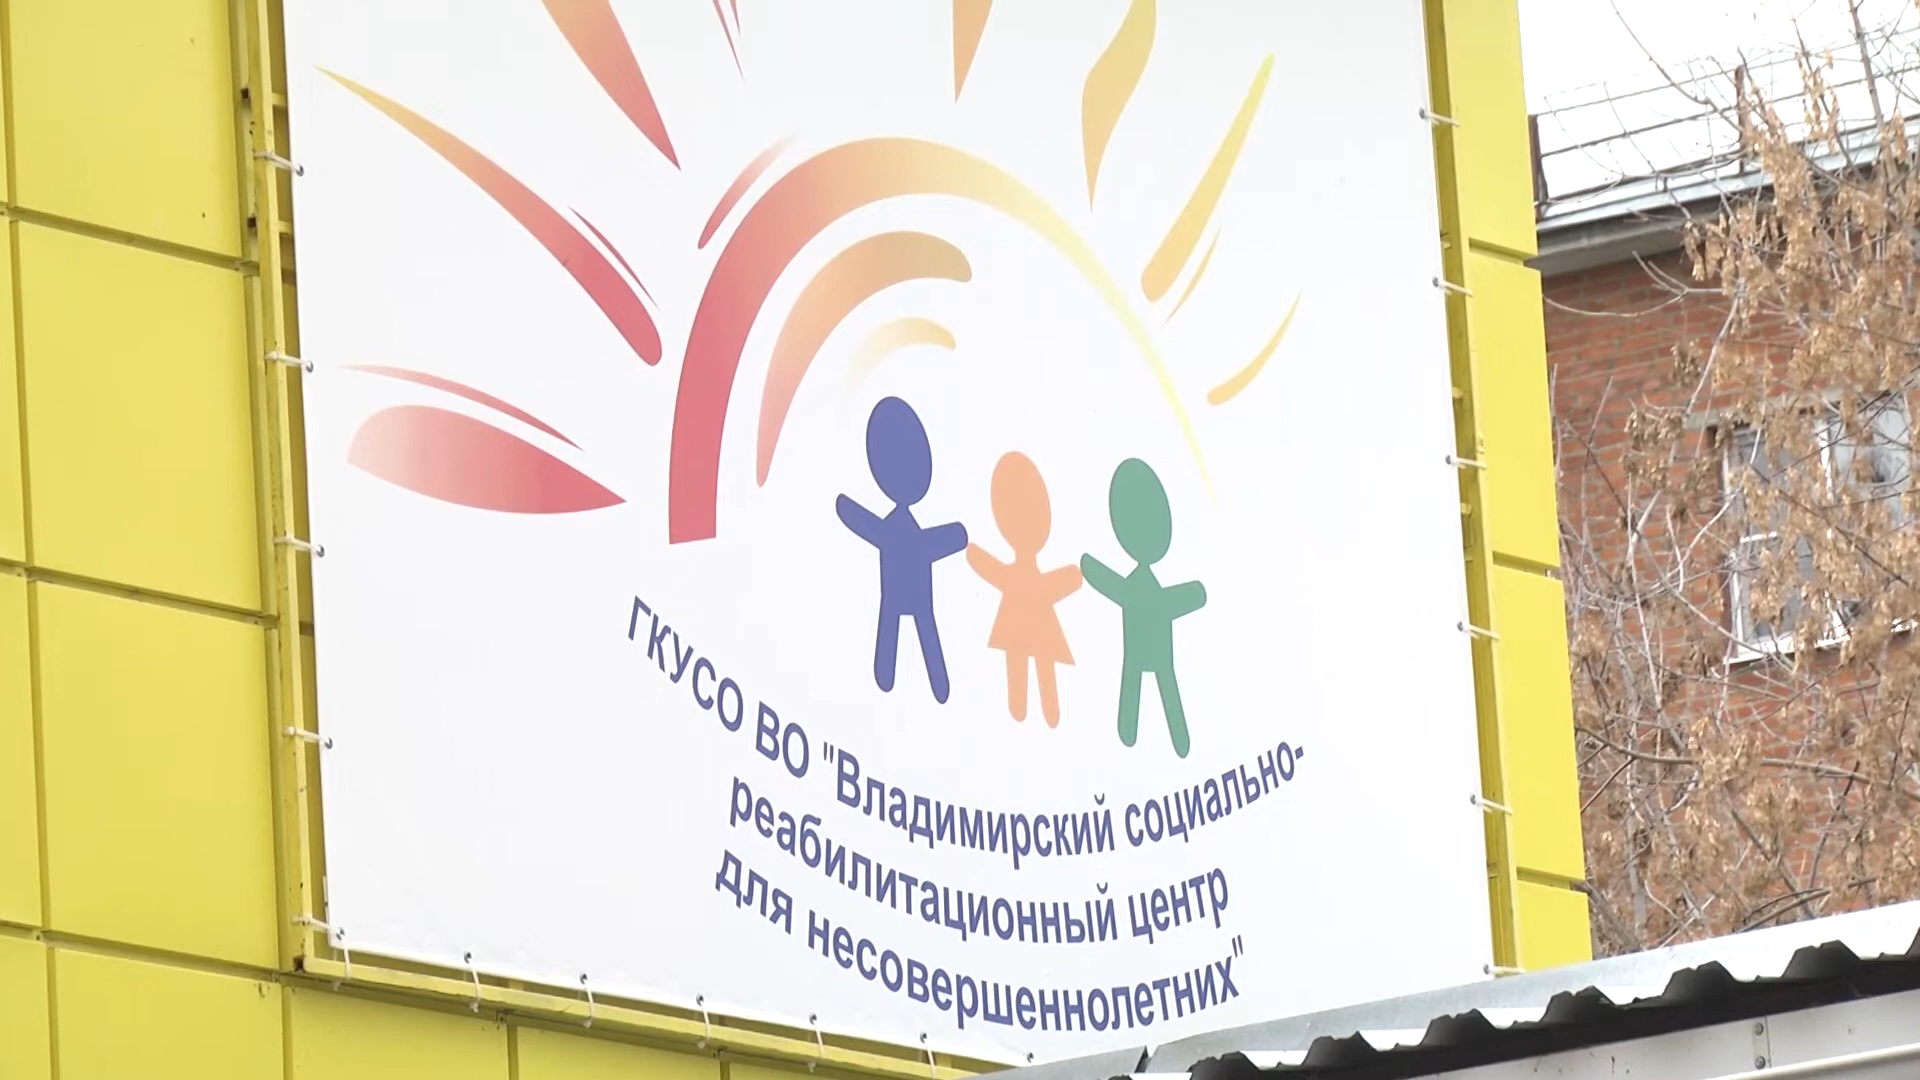 ГКУСО ВО "Владимирский социально-
реабилитационный центр
для несовершеннолетних"